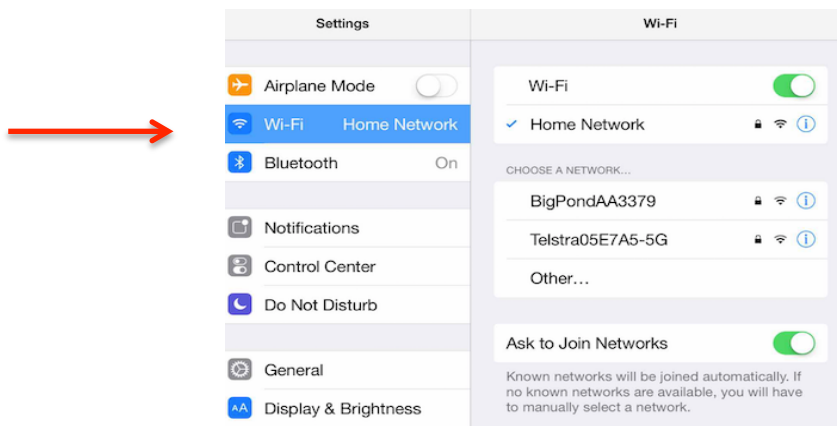 Settings
Airplane Mode
Wi-Fi Home Network
Bluetooth On
Notifications
Control Center
Do Not Disturb
General
AA Display & Brightness
Wi-Fi
Wi-Fi
Home Network
CHOOSE A NETWORK...
BigPondAA3379
Telstra05E7A5-5G
Other...
Ask to Join Networks
Known networks will be joined automatically. If
no known networks are available, you will have
to manually select a network.